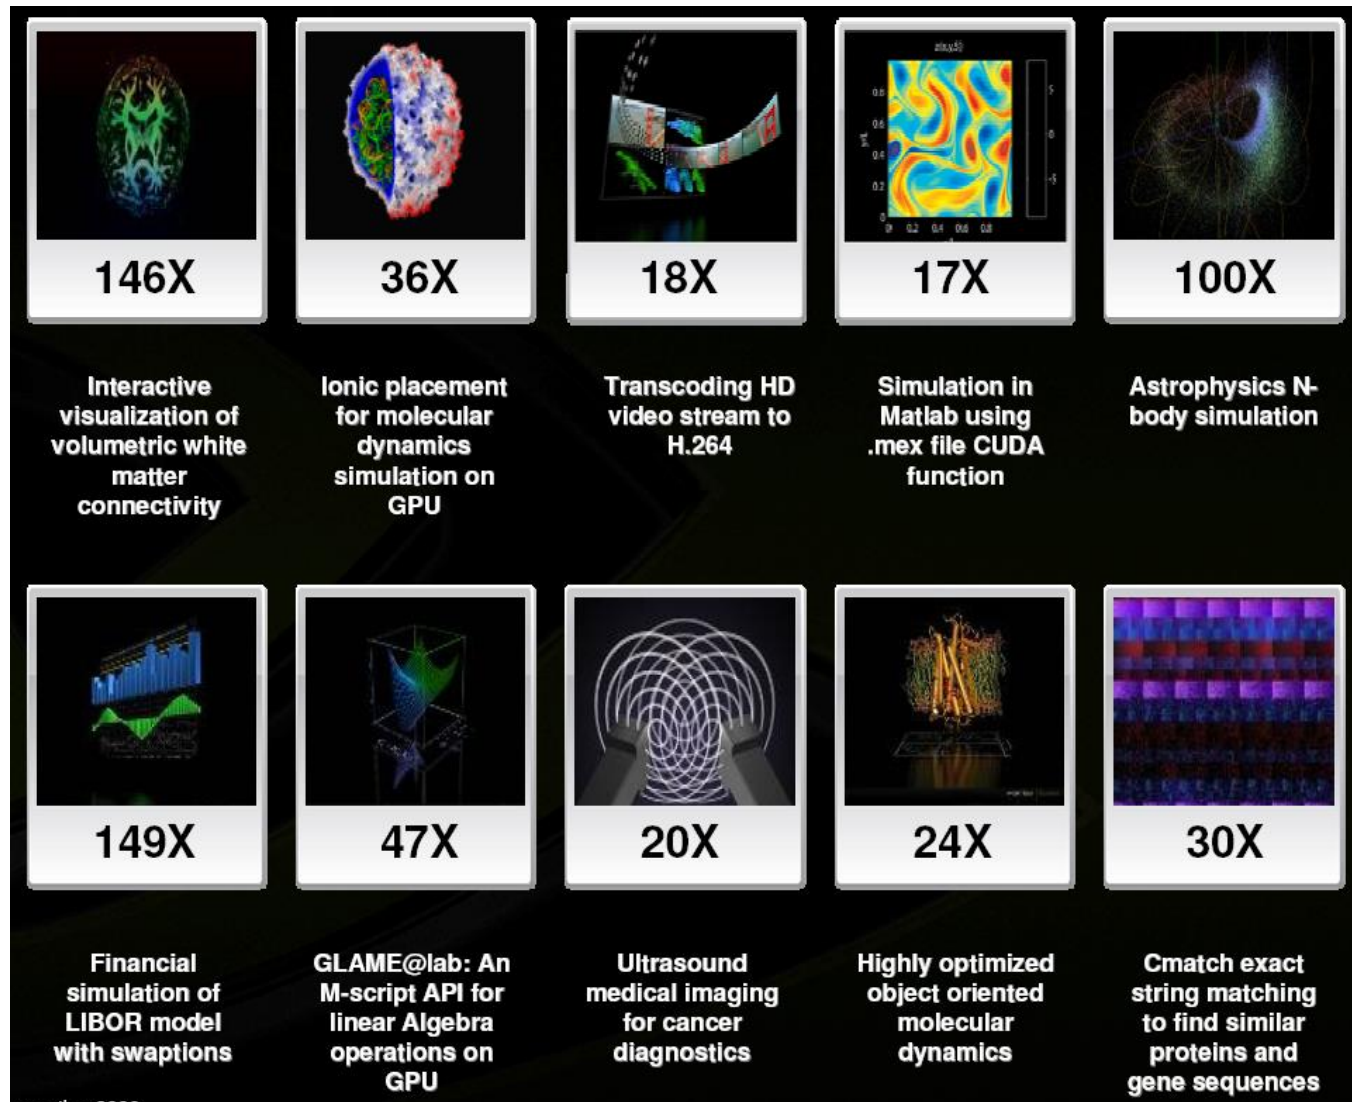 146X
36X
18X
17X
100X
Interactive
visualization of
volumetric white
matter
connectivity
Ionic placement
for molecular
dynamics
simulation on
GPU
Transcoding HD
video stream to
H.264
Simulation in
Matlab using
.mex file CUDA
function
Astrophysics N-
body simulation
149X
47X
20X
24X
30X
Financial
simulation of
LIBOR model
with swaptions
GLAME@lab: An
M-script API for
linear Algebra
operations on
GPU
Ultrasound
medical imaging
for cancer
diagnostics
Highly optimized
object oriented
molecular
dynamics
Cmatch exact
string matching
to find similar
proteins and
gene sequences